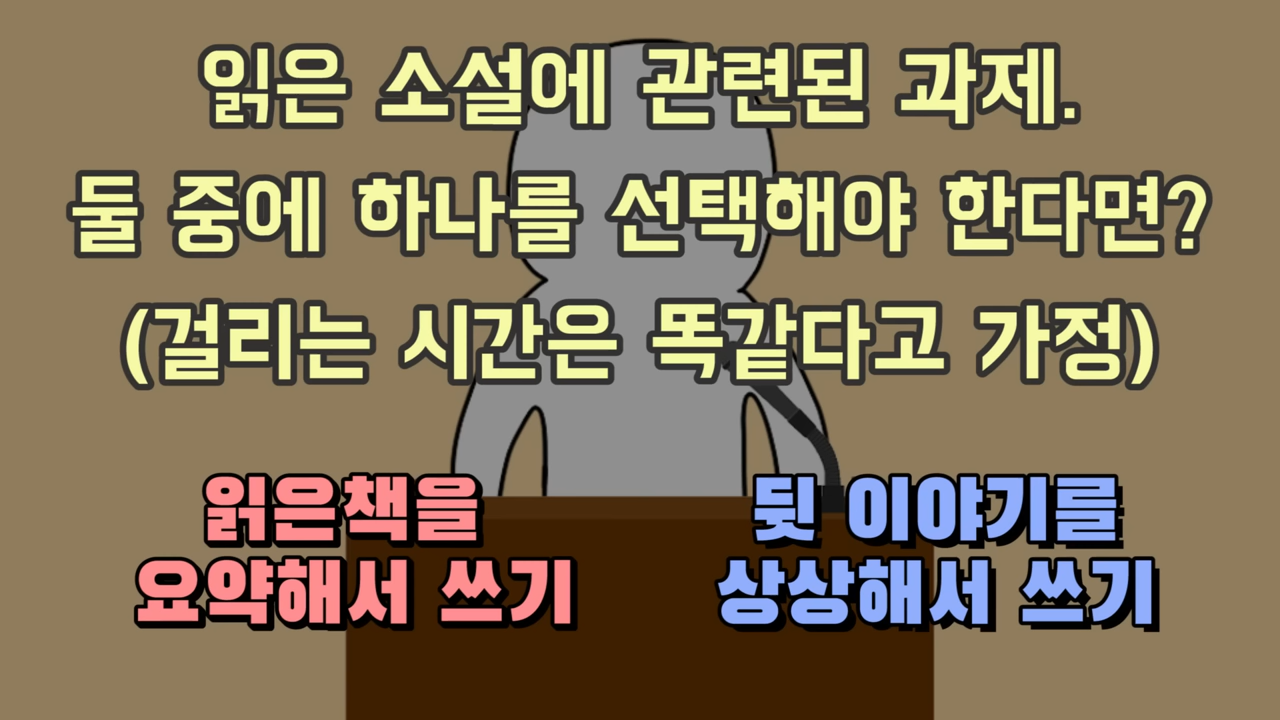 읽은 소설에 관련된 과제.
둘 중에 하나를 선택해야 한다면?
(걸리는 시간은 똑같다고 가정)
읽은책을
요약해서 쓰기
뒷 이야기를
상상해서 쓰기